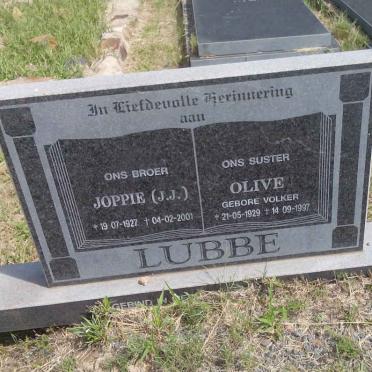 In Liefdevolle Herinnering
aan
ONS BROER
JOPPIE (J.J.)
* 19-07-1927 † 04-02-2001
ONS SUSTER
OLIVE
GEBORE VOLKER
* 21-05-1929 † 14-09-1997
LUBBE